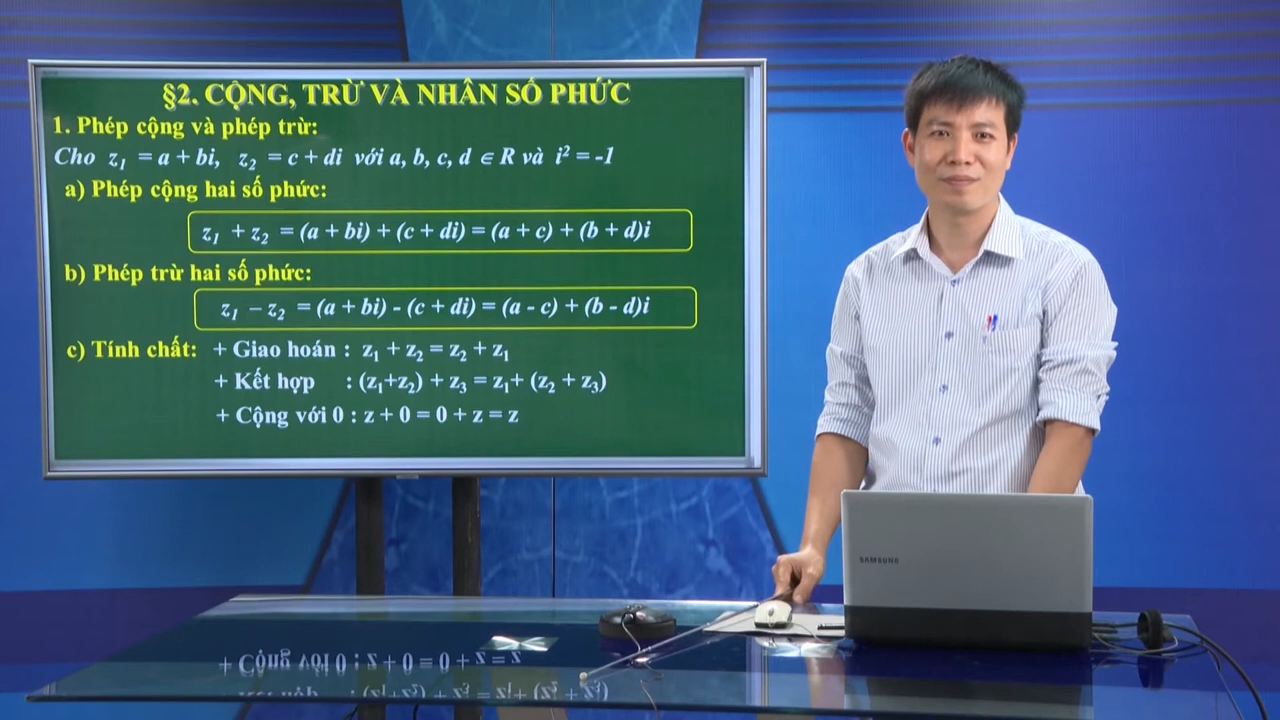 §2. CỘNG, TRỪ VÀ NHÂN SỐ PHỨC
1. Phép cộng và phép trừ:
Cho z₁ = a + bi, z₂ = c + di với a, b, c, d ∈ R và i² = -1
a) Phép cộng hai số phức:
z₁ + z₂ = (a + bi) + (c + di) = (a + c) + (b + d)i
b) Phép trừ hai số phức:
z₁ – z₂ = (a + bi) - (c + di) = (a - c) + (b - d)i
c) Tính chất: + Giao hoán : z₁ + z₂ = z₂ + z₁
+ Kết hợp : (z₁+z₂) + z₃ = z₁+ (z₂ + z₃)
+ Cộng với 0 : z + 0 = 0 + z = z
SAMSUNG